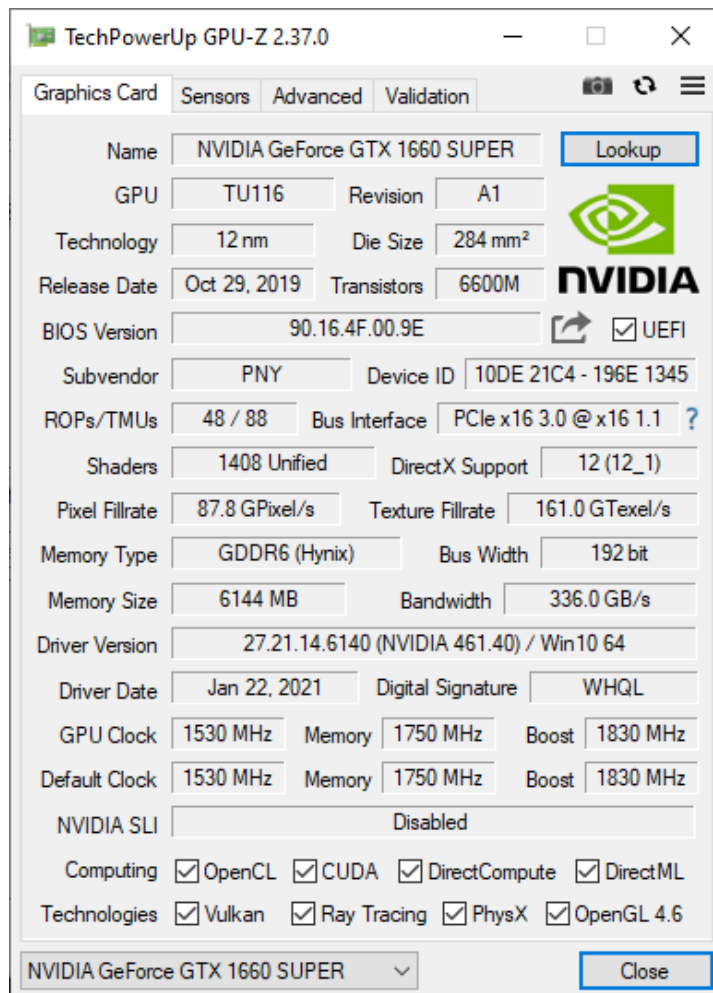 TechPowerUp GPU-Z 2.37.0
Graphics Card Sensors Advanced Validation
Name NVIDIA GeForce GTX 1660 SUPER Lookup
GPU TU116 Revision A1
Technology 12 nm Die Size 284 mm²
Release Date Oct 29, 2019 Transistors 6600M
NVIDIA
BIOS Version 90.16.4F.00.9E UEFI
Subvendor PNY Device ID 10DE 21C4 - 196E 1345
ROPs/TMUs 48 / 88 Bus Interface PCIe x16 3.0 @ x16 1.1 ?
Shaders 1408 Unified DirectX Support 12 (12_1)
Pixel Fillrate 87.8 GPixel/s Texture Fillrate 161.0 GTexel/s
Memory Type GDDR6 (Hynix) Bus Width 192 bit
Memory Size 6144 MB Bandwidth 336.0 GB/s
Driver Version 27.21.14.6140 (NVIDIA 461.40) / Win10 64
Driver Date Jan 22, 2021 Digital Signature WHQL
GPU Clock 1530 MHz Memory 1750 MHz Boost 1830 MHz
Default Clock 1530 MHz Memory 1750 MHz Boost 1830 MHz
NVIDIA SLI Disabled
Computing OpenCL CUDA DirectCompute DirectML
Technologies Vulkan Ray Tracing PhysX OpenGL 4.6
NVIDIA GeForce GTX 1660 SUPER Close